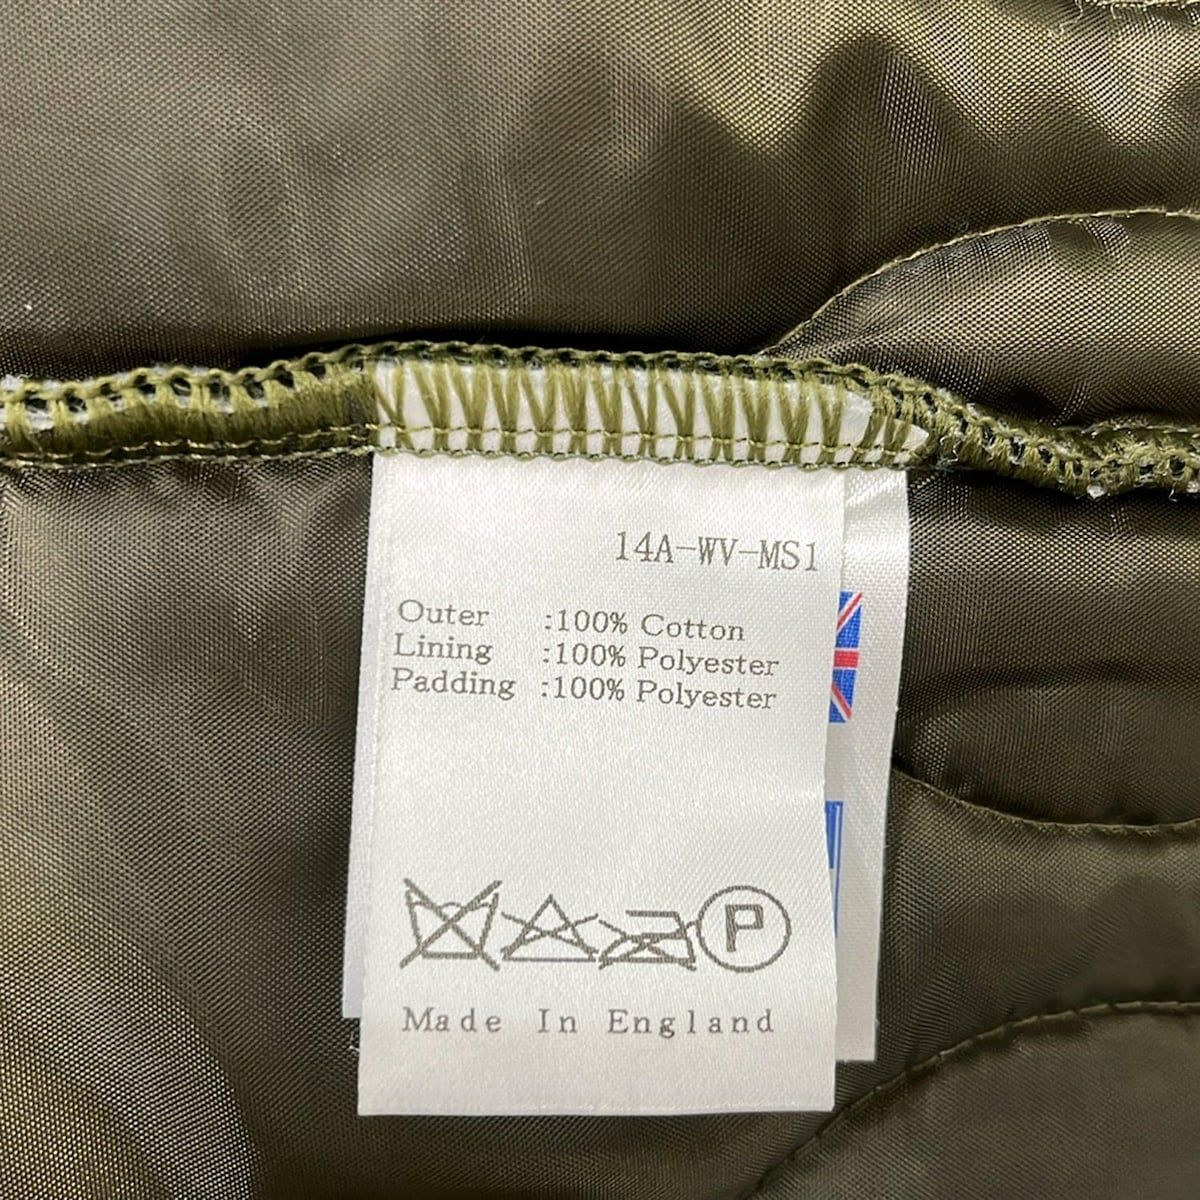 14A-WV-MS1
Outer :100% Cotton
Lining :100% Polyester
Padding :100% Polyester
P
Made In England